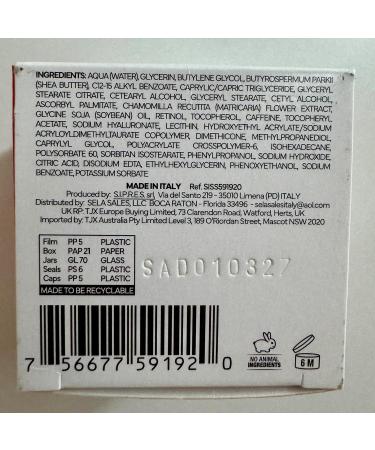 INGREDIENTS: AQUA (WATER), GLYCERIN, BUTYLENE GLYCOL, BUTYROSPERMUM PARKII
(SHEA BUTTER), C12-15 ALKYL BENZOATE, CAPRYLIC/CAPRIC TRIGLYCERIDE, GLYCERYL
STEARATE CITRATE, CETEARYL ALCOHOL, GLYCERYL STEARATE, CETYL ALCOHOL,
ASCORBYL PALMITATE, CHAMOMILLA RECUTITA (MATRICARIA) FLOWER EXTRACT,
GLYCINE SOJA (SOYBEAN) OIL, RETINOL, TOCOPHEROL, CAFFEINE, TOCOPHERYL
ACETATE, SODIUM HYALURONATE, LECITHIN, HYDROXYETHYL ACRYLATE/SODIUM
ACRYLOYLDIMETHYLTAURATE COPOLYMER, DIMETHICONE, METHYLPROPANEDIOL,
CAPRYLYL GLYCOL, POLYACRYLATE CROSSPOLYMER-6, ISOHEXADECANE,
POLYSORBATE 60, SORBITAN ISOSTEARATE, PHENYLPROPANOL, SODIUM HYDROXIDE,
CITRIC ACID, DISODIUM EDTA, ETHYLHEXYLGLYCERIN, PHENOXYETHANOL, SODIUM
BENZOATE, POTASSIUM SORBATE
MADE IN ITALY Ref. SISS591920
Produced by: S.I.P.RE.S. srl, Via del Santo 219 - 35010 Limena (PD) ITALY
Distributed by: SELA SALES, LLC BOCA RATON - Florida 33496 - selasalesitaly@aol.com
UK RP: TJX Europe Buying Limited, 73 Clarendon Road, Watford, Herts, UK
Importing by: TJX Australia Pty Limited Level 3, 189 O'Riordan Street, Mascot NSW 2020
Film PP 5 PLASTIC
Box PAP 21 PAPER
Jars GL 70 GLASS
Seals PS 6 PLASTIC
Caps PP 5 PLASTIC
MADE TO BE RECYCLABLE
SAD010327
7 56677 59192 0
NO ANIMAL
INGREDIENTS
6 M